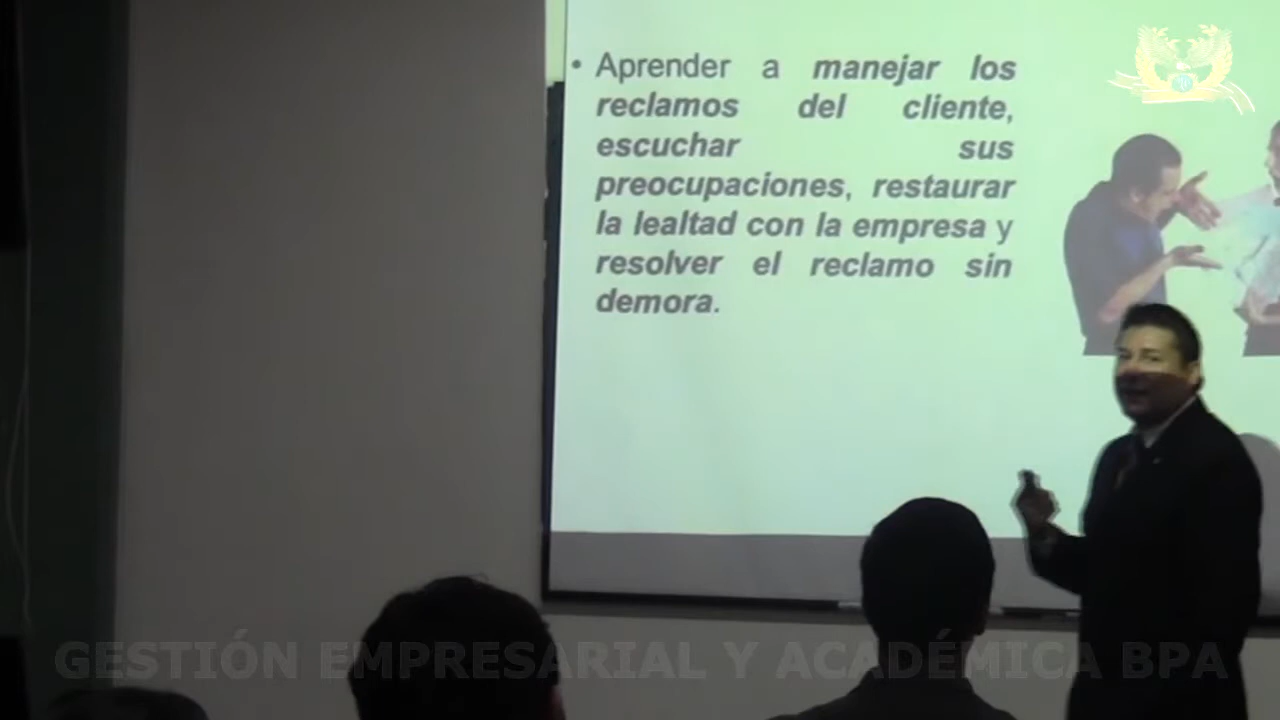 • Aprender a manejar los
reclamos del cliente,
escuchar sus
preocupaciones, restaurar
la lealtad con la empresa y
resolver el reclamo sin
demora.
GESTIÓN EMPRESARIAL Y ACADÉMICA BPA